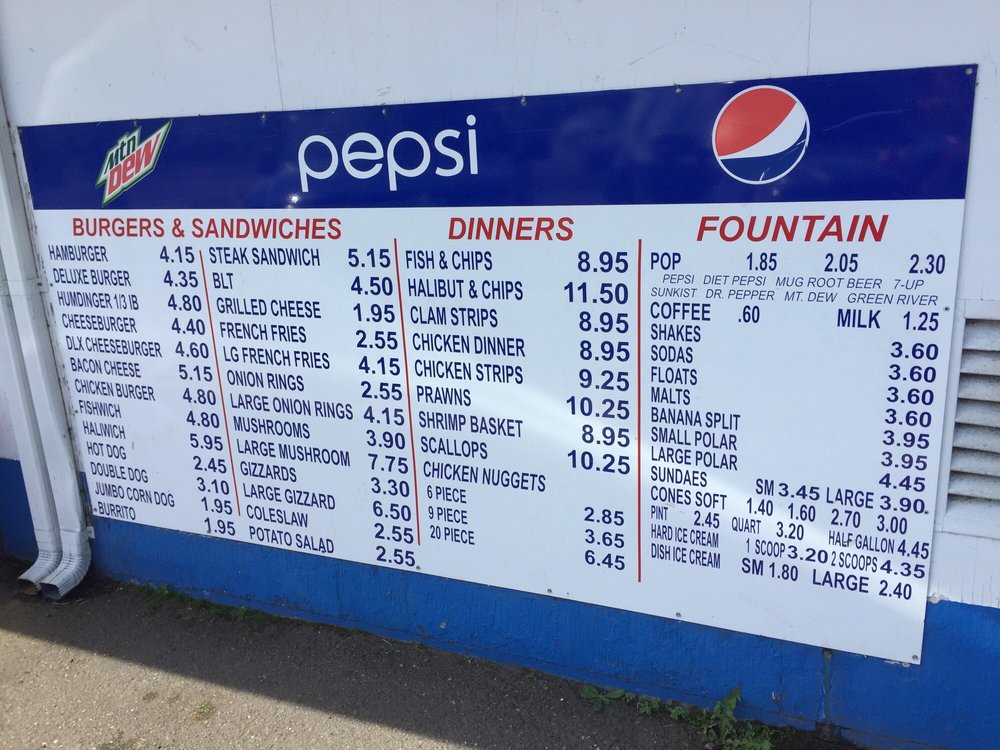 Mtn DEW
pepsi
BURGERS & SANDWICHES
HAMBURGER 4.15
DELUXE BURGER 4.35
HUMDINGER 1/3 lB 4.80
CHEESEBURGER 4.40
DLX CHEESEBURGER 4.60
BACON CHEESE 5.15
CHICKEN BURGER 4.80
FISHWICH 4.80
HALIWICH 5.95
HOT DOG 2.45
DOUBLE DOG 3.10
JUMBO CORN DOG 1.95
BURRITO 1.95
STEAK SANDWICH 5.15
BLT 4.50
GRILLED CHEESE 1.95
FRENCH FRIES 2.55
LG FRENCH FRIES 4.15
ONION RINGS 2.55
LARGE ONION RINGS 4.15
MUSHROOMS 3.90
LARGE MUSHROOM 7.75
GIZZARDS 3.30
LARGE GIZZARD 6.50
COLESLAW 2.55
POTATO SALAD 2.55
DINNERS
FISH & CHIPS 8.95
HALIBUT & CHIPS 11.50
CLAM STRIPS 8.95
CHICKEN DINNER 8.95
CHICKEN STRIPS 9.25
PRAWNS 10.25
SHRIMP BASKET 8.95
SCALLOPS 10.25
CHICKEN NUGGETS
6 PIECE 2.85
9 PIECE 3.65
20 PIECE 6.45
FOUNTAIN
POP 1.85 2.05 2.30
PEPSI DIET PEPSI MUG ROOT BEER 7-UP
SUNKIST DR. PEPPER MT. DEW GREEN RIVER
COFFEE .60 MILK 1.25
SHAKES 3.60
SODAS 3.60
FLOATS 3.60
MALTS 3.60
BANANA SPLIT 3.95
SMALL POLAR 3.95
LARGE POLAR 4.45
SUNDAES SM 3.45 LARGE 3.90
CONES SOFT 1.40 1.60 2.70 3.00
PINT 2.45 QUART 3.20 HALF GALLON 4.45
HARD ICE CREAM 1 SCOOP 3.20 2 SCOOPS 4.35
DISH ICE CREAM SM 1.80 LARGE 2.40